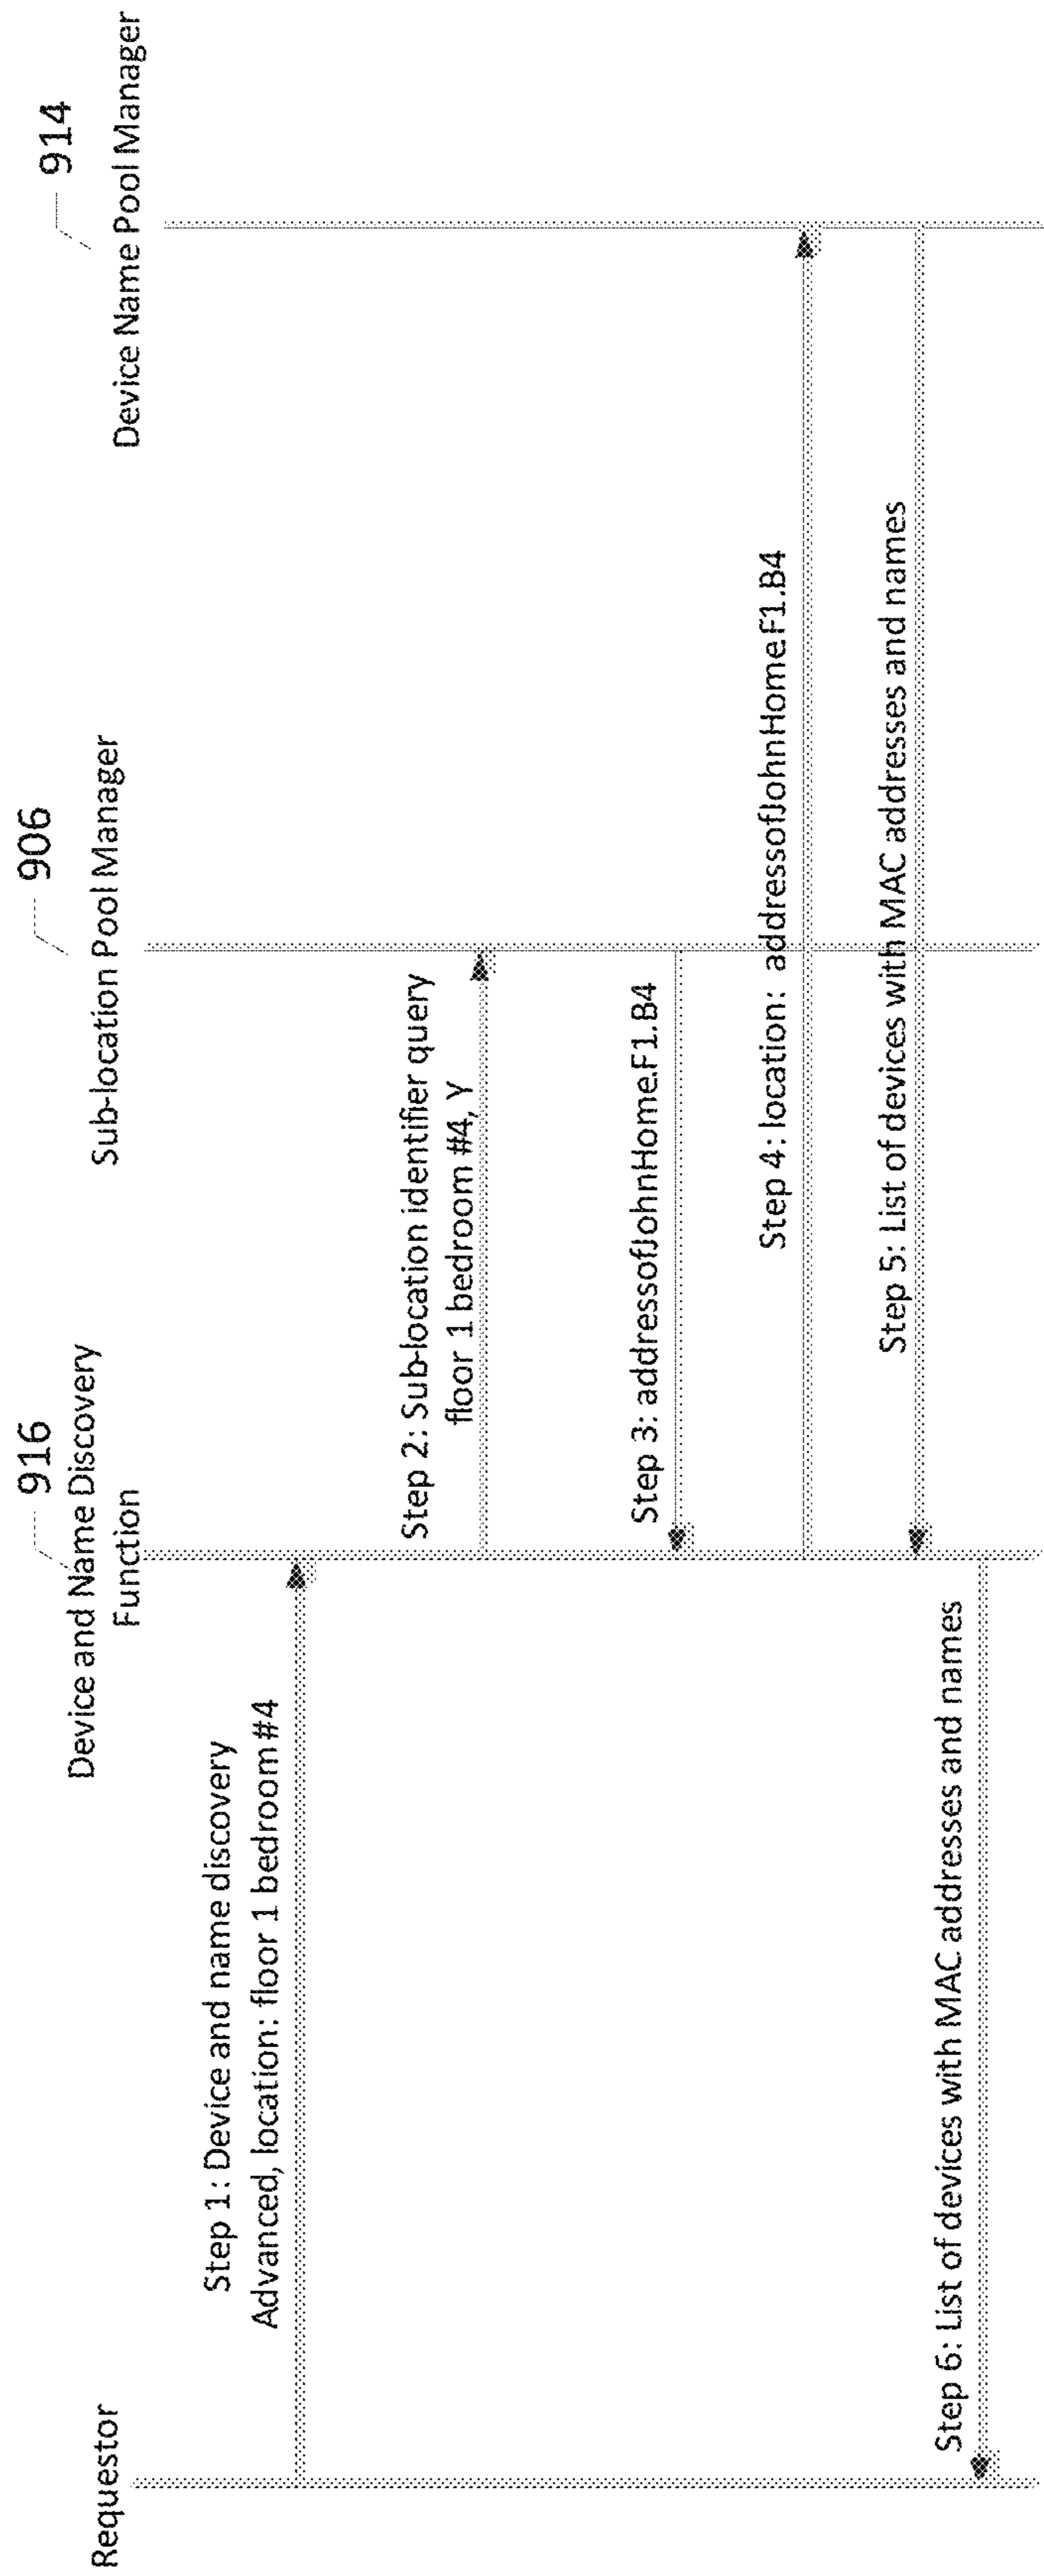 Requestor
916
Device and Name Discovery
Function
906
Sub-location Pool Manager
914
Device Name Pool Manager
Step 1: Device and name discovery
Advanced, location: floor 1 bedroom #4
Step 2: Sub-location identifier query
floor 1 bedroom #4, Y
Step 3: addressofJohnHome.F1.B4
Step 4: location: addressofJohnHome.F1.B4
Step 5: List of devices with MAC addresses and names
Step 6: List of devices with MAC addresses and names